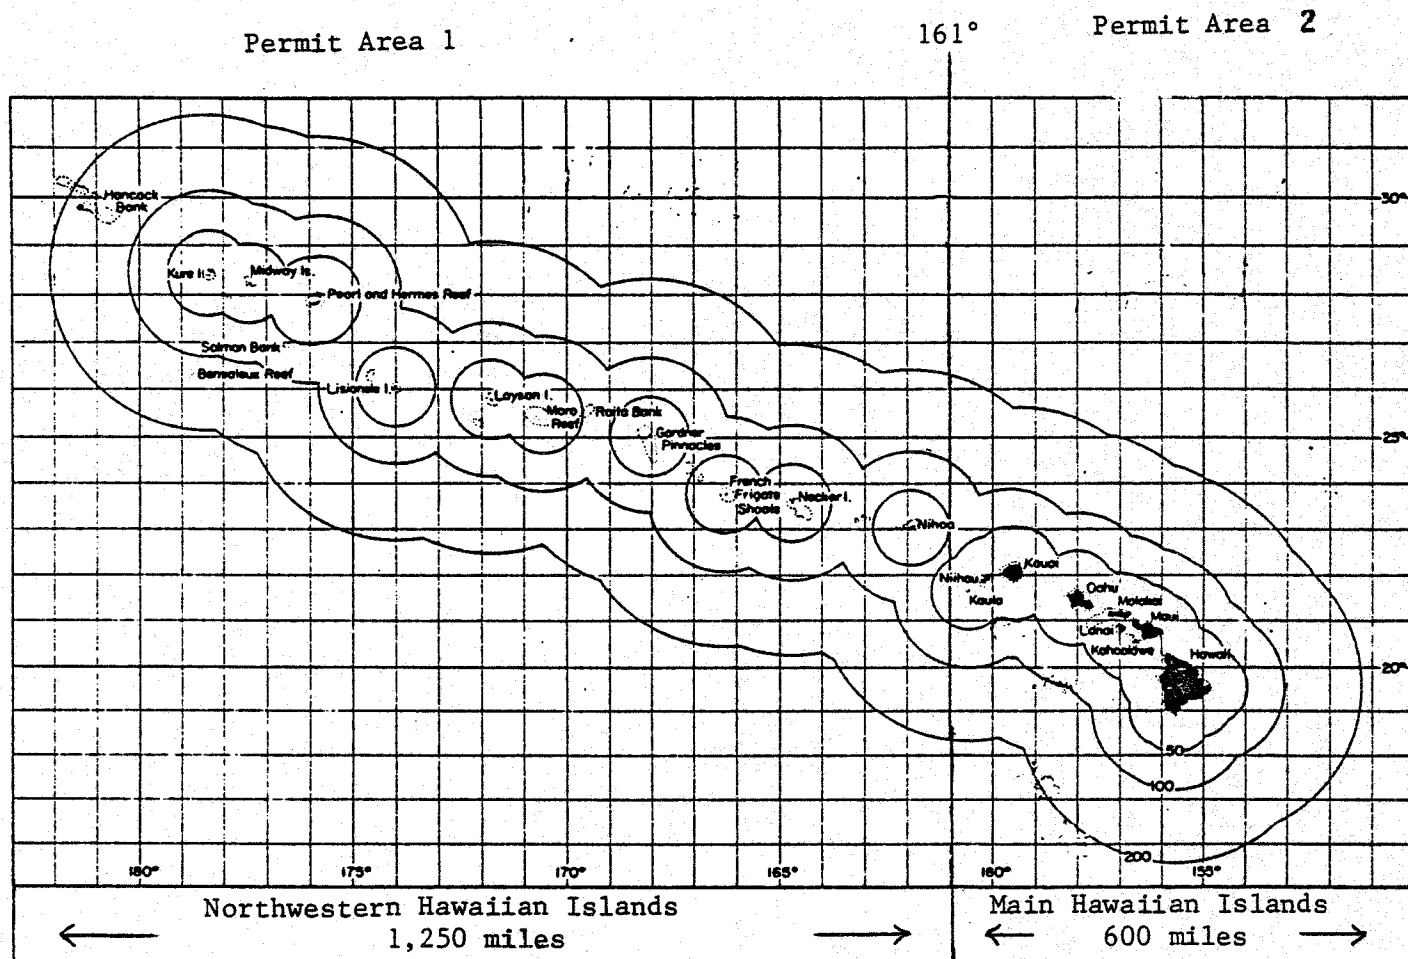 Permit Area 1
161°
Permit Area 2
Hancock
Bank
30°
Kure I.
Midway Is.
Pearl and Hermes Reef
Salmon Bank
Bensaleux Reef
Lisianski I.
Laysan I.
Maro
Reef
Raita Bank
Gardner
Pinnacles
25°
French
Frigate
Shoals
Necker I.
Nihoa
Niihau
Kauai
Kaula
Oahu
Molokai
Maui
Lanai
Kahoolawe
Hawaii
20°
50
100
200
180°
175°
170°
165°
160°
155°
Northwestern Hawaiian Islands
1,250 miles
Main Hawaiian Islands
600 miles